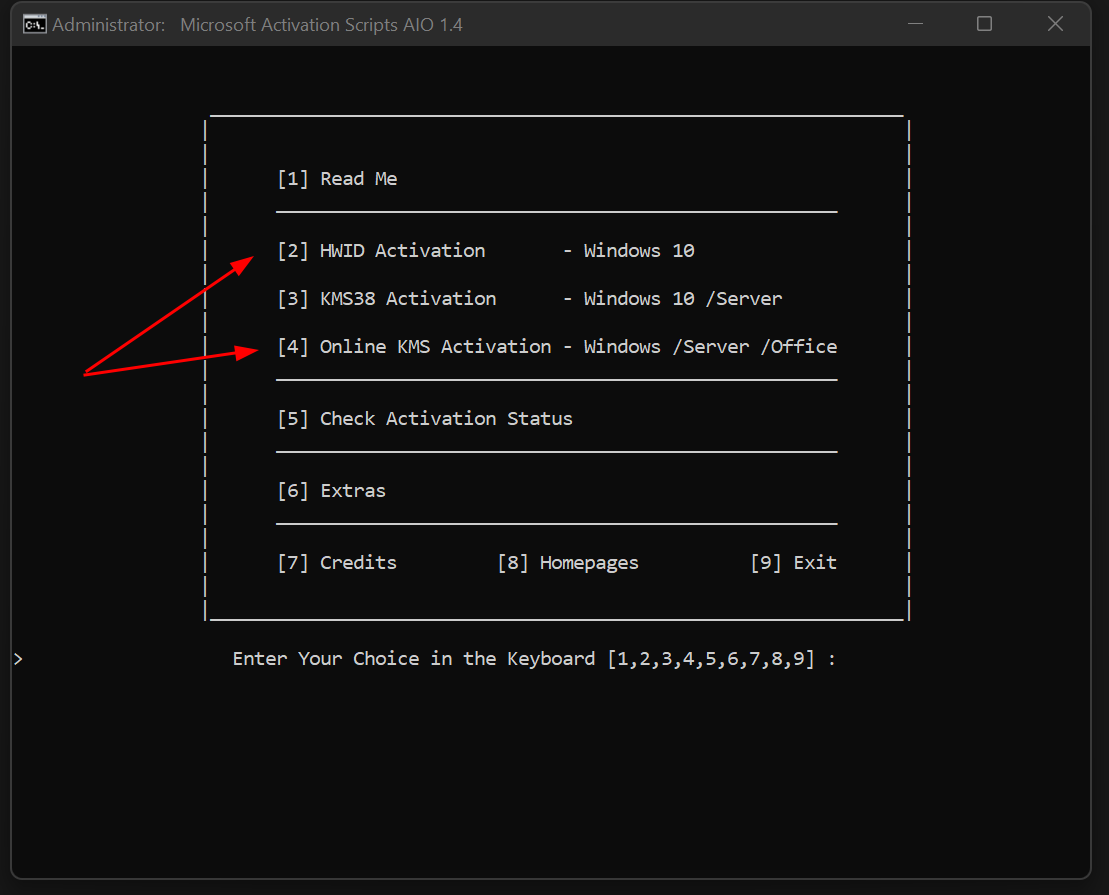 Administrator:  Microsoft Activation Scripts AIO 1.4
[1] Read Me
[2] HWID Activation - Windows 10
[3] KMS38 Activation - Windows 10 /Server
[4] Online KMS Activation - Windows /Server /Office
[5] Check Activation Status
[6] Extras
[7] Credits [8] Homepages [9] Exit
> Enter Your Choice in the Keyboard [1,2,3,4,5,6,7,8,9] :